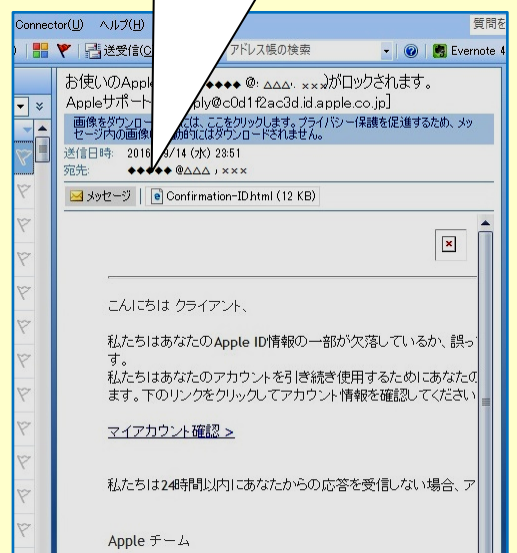 Connector(U) ヘルプ(H) 質問を
送受信(C アドレス帳の検索 Evernote 4
お使いのApple ◆◆◆◆ @: △△△. ×××)がロックされます。
Appleサポート ply@c0d1f2ac3d.id.apple.co.jp]
画像をダウンロー には、ここをクリックします。プライバシー保護を促進するため、メッ
セージ内の画像は 動的にはダウンロードされません。
送信日時: 2016 9/14 (水) 23:51
宛先: ◆◆◆◆◆ @△△△ , ×××
メッセージ Confirmation-ID.html (12 KB)
こんにちは クライアント、
私たちはあなたのApple ID情報の一部が欠落しているか、誤っ
す。
私たちはあなたのアカウントを引き続き使用するためにあなたの
ます。下のリンクをクリックしてアカウント情報を確認してください
マイアカウント確認 >
私たちは24時間以内にあなたからの応答を受信しない場合、ア
Apple チーム